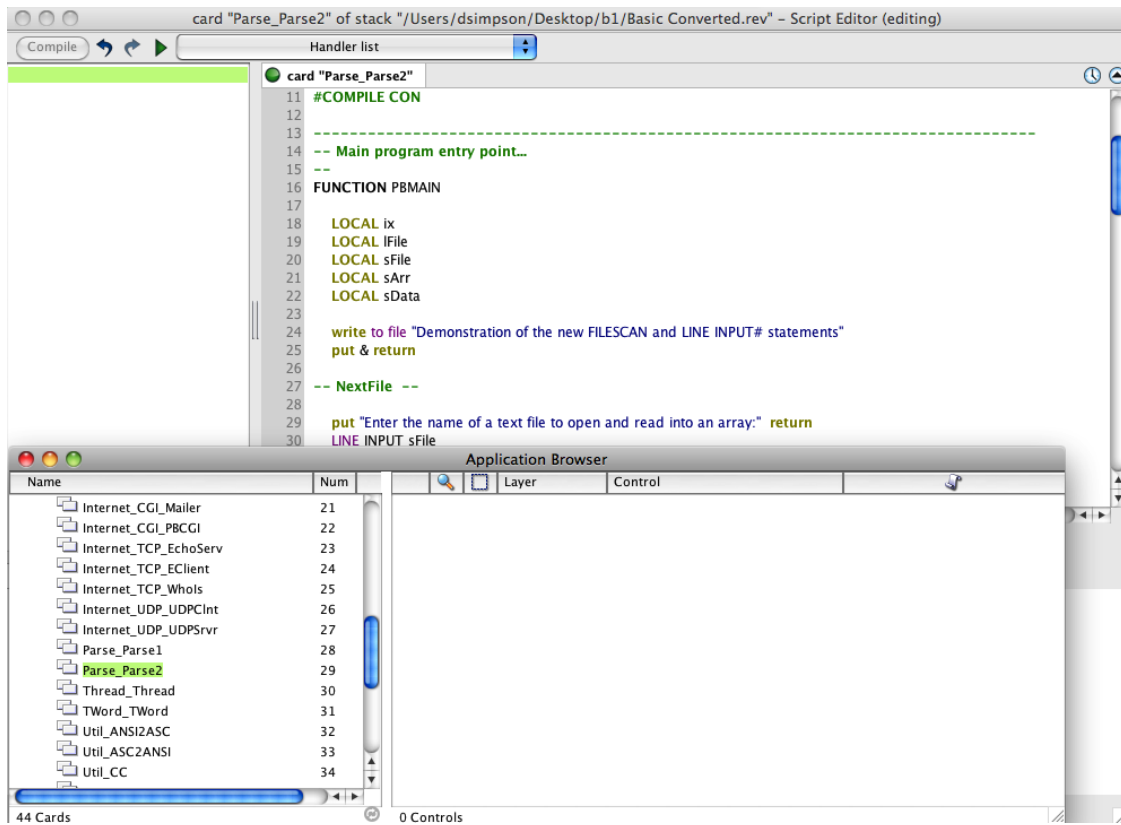 card "Parse_Parse2" of stack "/Users/dsimpson/Desktop/b1/Basic Converted.rev" - Script Editor (editing)
Compile
Handler list
card "Parse_Parse2"
11 #COMPILE CON
12
13 --------------------------------------------------------------------------------
14 -- Main program entry point...
15 --
16 FUNCTION PBMAIN
17
18 LOCAL ix
19 LOCAL lFile
20 LOCAL sFile
21 LOCAL sArr
22 LOCAL sData
23
24 write to file "Demonstration of the new FILESCAN and LINE INPUT# statements"
25 put & return
26
27 -- NextFile --
28
29 put "Enter the name of a text file to open and read into an array:" return
30 LINE INPUT sFile
Application Browser
Name Num Layer Control
Internet_CGI_Mailer 21
Internet_CGI_PBCGI 22
Internet_TCP_EchoServ 23
Internet_TCP_EClient 24
Internet_TCP_WhoIs 25
Internet_UDP_UDPClnt 26
Internet_UDP_UDPSrvr 27
Parse_Parse1 28
Parse_Parse2 29
Thread_Thread 30
TWord_TWord 31
Util_ANSI2ASC 32
Util_ASC2ANSI 33
Util_CC 34
44 Cards 0 Controls